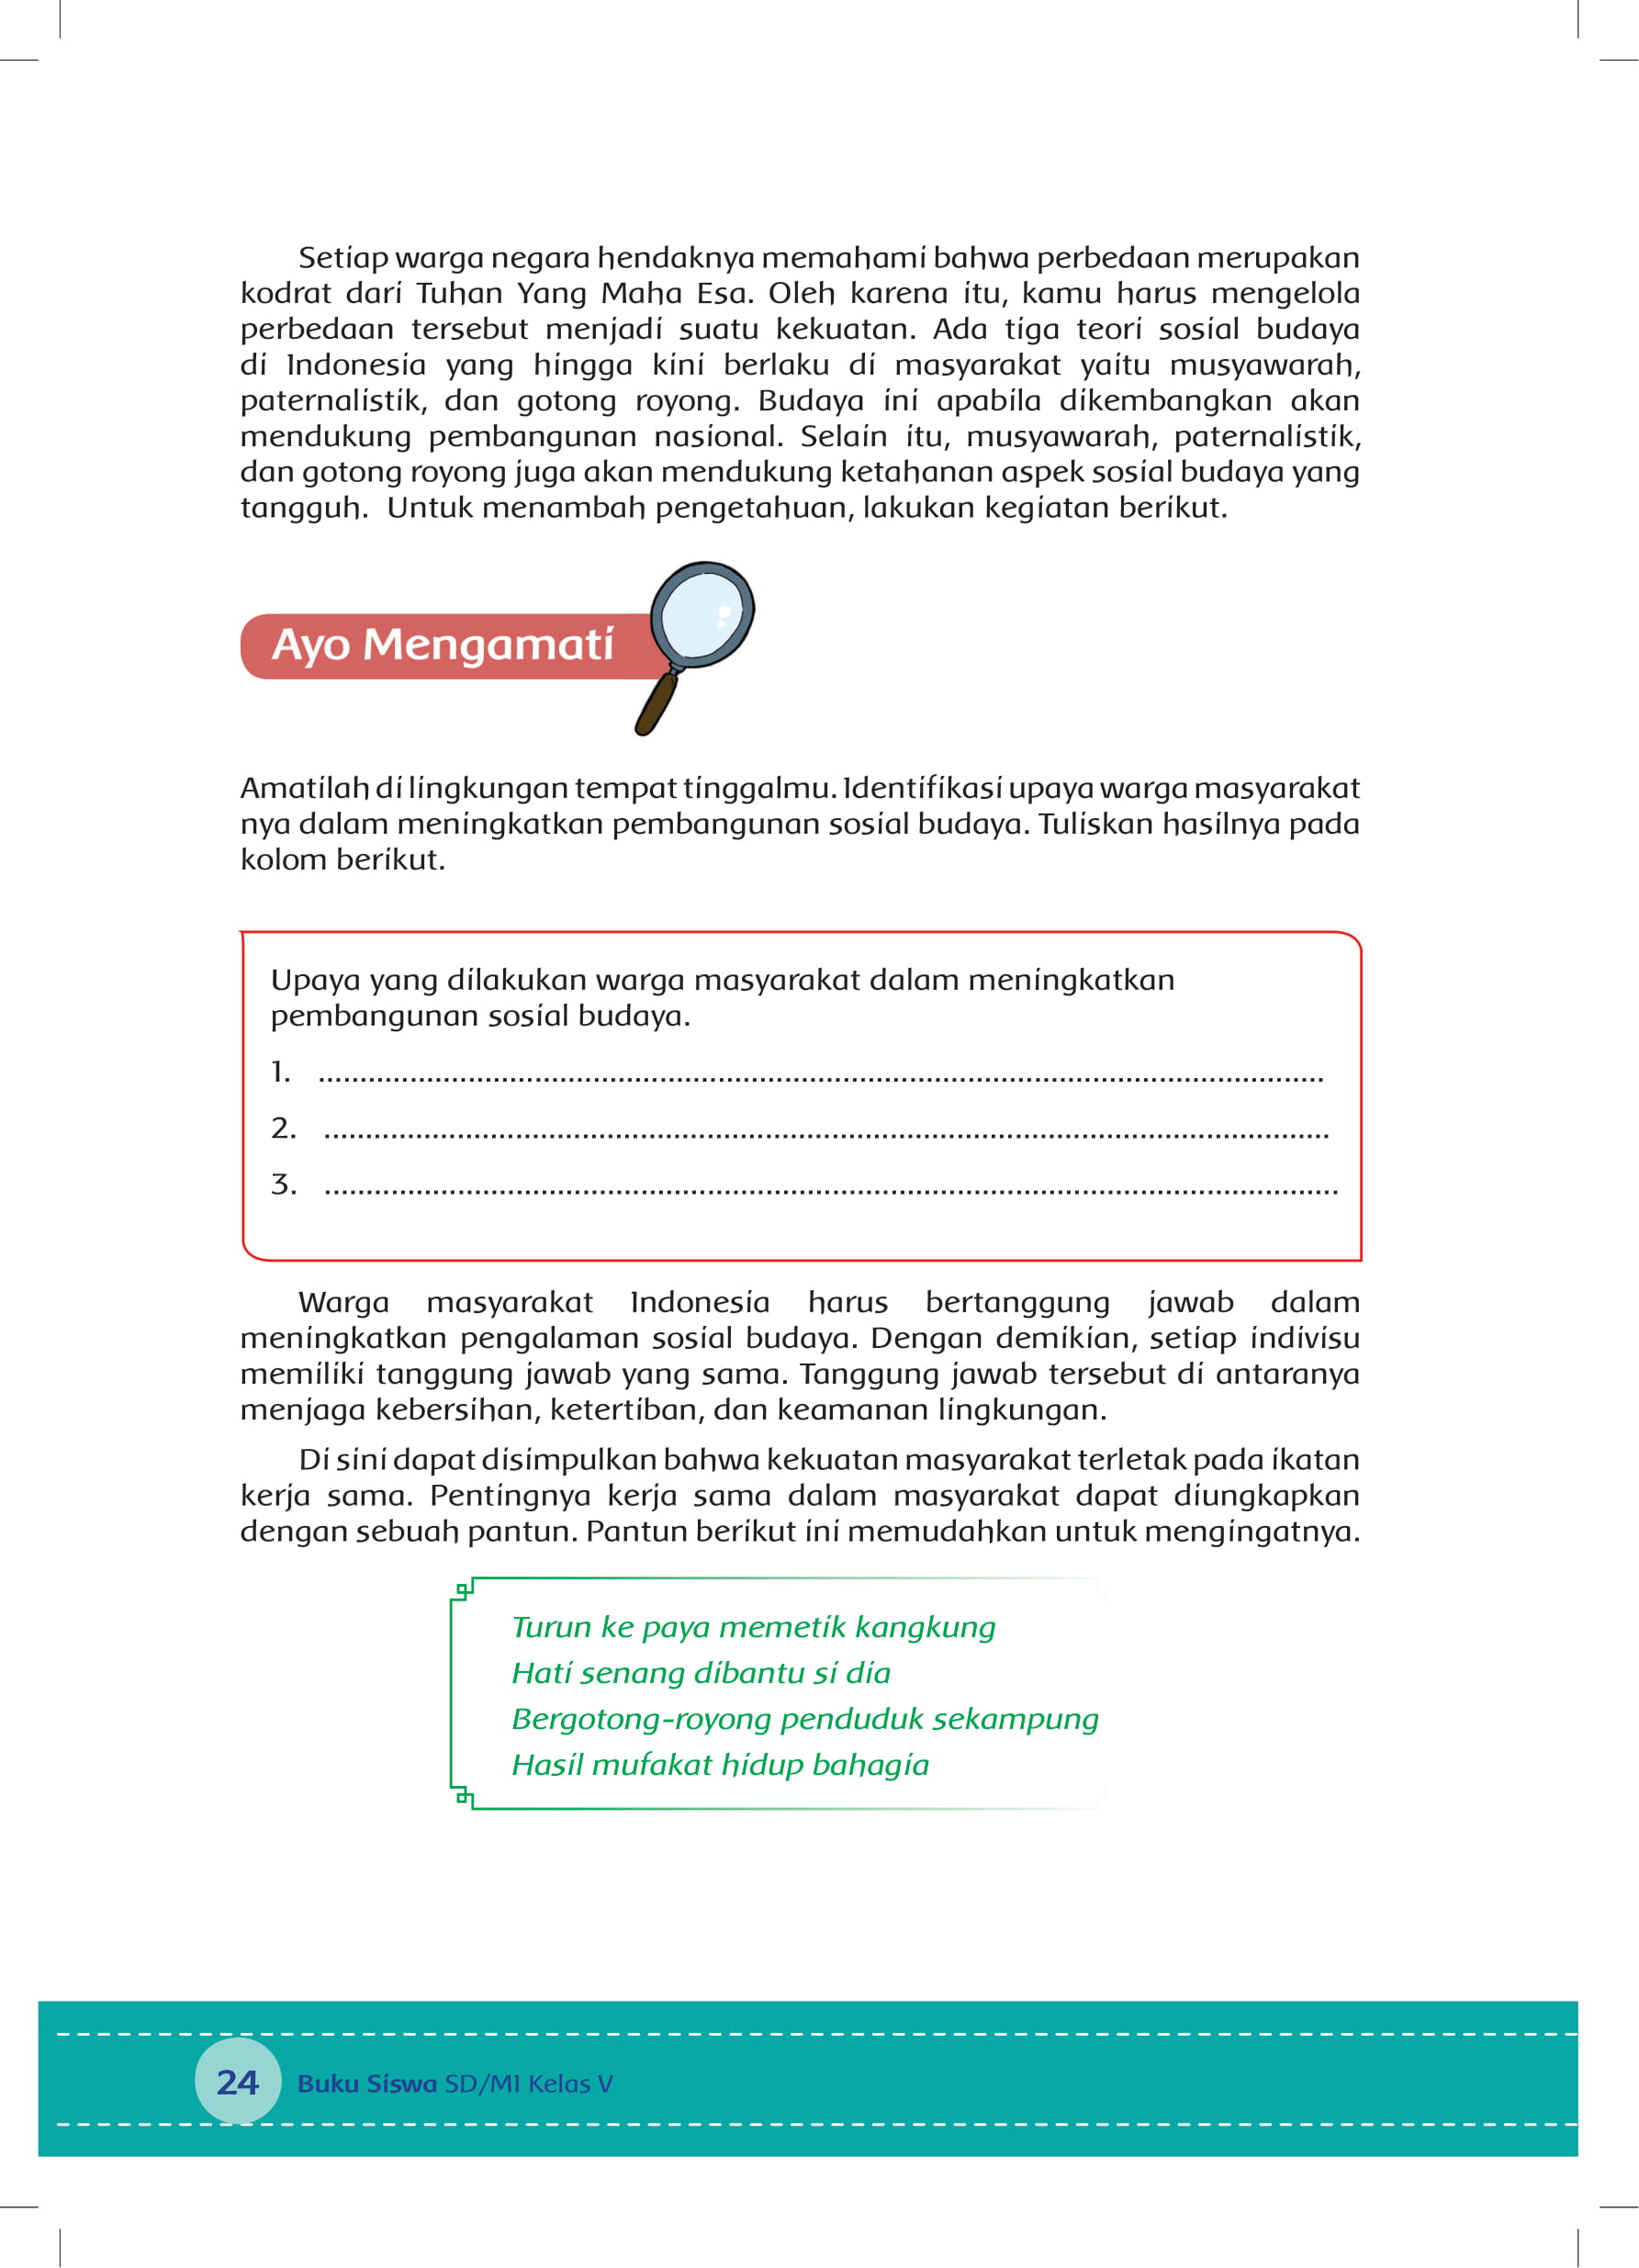 Setiap warga negara hendaknya memahami bahwa perbedaan merupakan
kodrat dari Tuhan Yang Maha Esa. Oleh karena itu, kamu harus mengelola
perbedaan tersebut menjadi suatu kekuatan. Ada tiga teori sosial budaya
di Indonesia yang hingga kini berlaku di masyarakat yaitu musyawarah,
paternalistik, dan gotong royong. Budaya ini apabila dikembangkan akan
mendukung pembangunan nasional. Selain itu, musyawarah, paternalistik,
dan gotong royong juga akan mendukung ketahanan aspek sosial budaya yang
tangguh. Untuk menambah pengetahuan, lakukan kegiatan berikut.
Ayo Mengamati
Amatilah di lingkungan tempat tinggalmu. Identifikasi upaya warga masyarakat
nya dalam meningkatkan pembangunan sosial budaya. Tuliskan hasilnya pada
kolom berikut.
Upaya yang dilakukan warga masyarakat dalam meningkatkan
pembangunan sosial budaya.
1. ..........................................................................................................................
2. ..........................................................................................................................
3. ...........................................................................................................................
Warga masyarakat Indonesia harus bertanggung jawab dalam
meningkatkan pengalaman sosial budaya. Dengan demikian, setiap indivisu
memiliki tanggung jawab yang sama. Tanggung jawab tersebut di antaranya
menjaga kebersihan, ketertiban, dan keamanan lingkungan.
Di sini dapat disimpulkan bahwa kekuatan masyarakat terletak pada ikatan
kerja sama. Pentingnya kerja sama dalam masyarakat dapat diungkapkan
dengan sebuah pantun. Pantun berikut ini memudahkan untuk mengingatnya.
Turun ke paya memetik kangkung
Hati senang dibantu si dia
Bergotong-royong penduduk sekampung
Hasil mufakat hidup bahagia
24 Buku Siswa SD/MI Kelas V